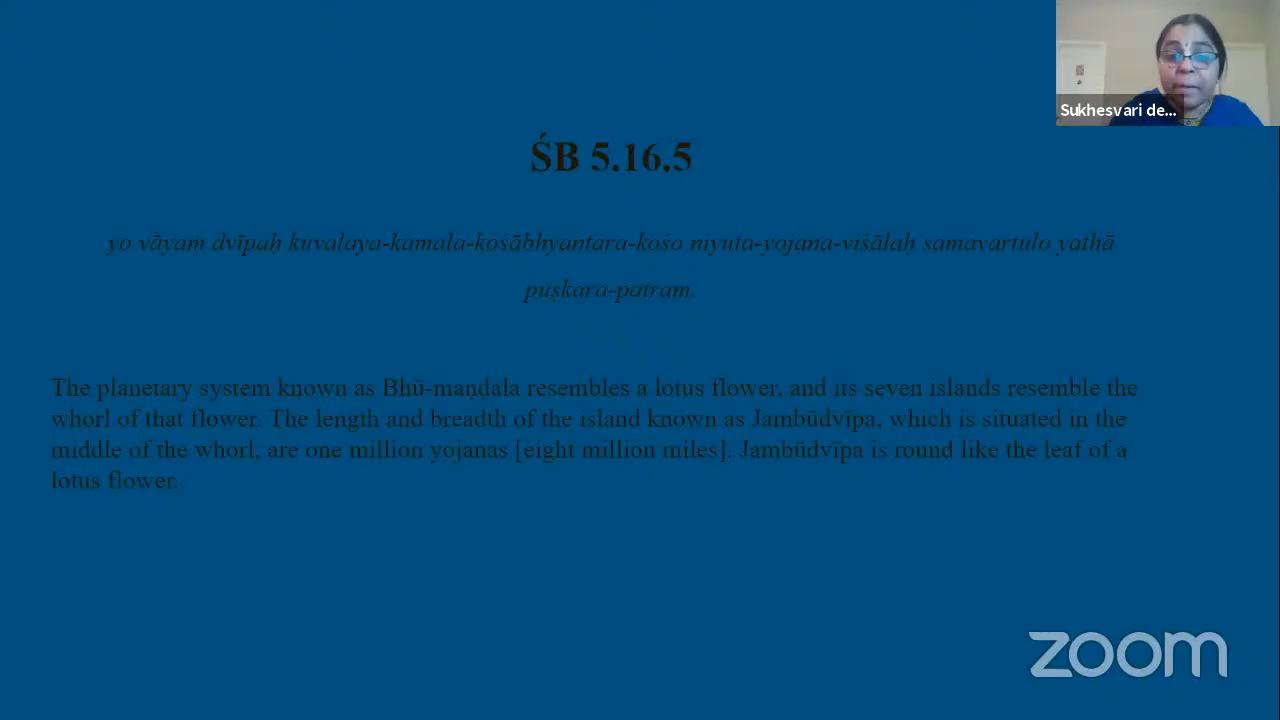 Sukhesvari de...
ŚB 5.16.5
yo vāyaṁ dvīpaḥ kuvalaya-kamala-kośābhyantara-kośo niyuta-yojana-viśālaḥ samavartulo yathā
puṣkara-patram.
The planetary system known as Bhū-maṇḍala resembles a lotus flower, and its seven islands resemble the
whorl of that flower. The length and breadth of the island known as Jambūdvīpa, which is situated in the
middle of the whorl, are one million yojanas [eight million miles]. Jambūdvīpa is round like the leaf of a
lotus flower.
zoom